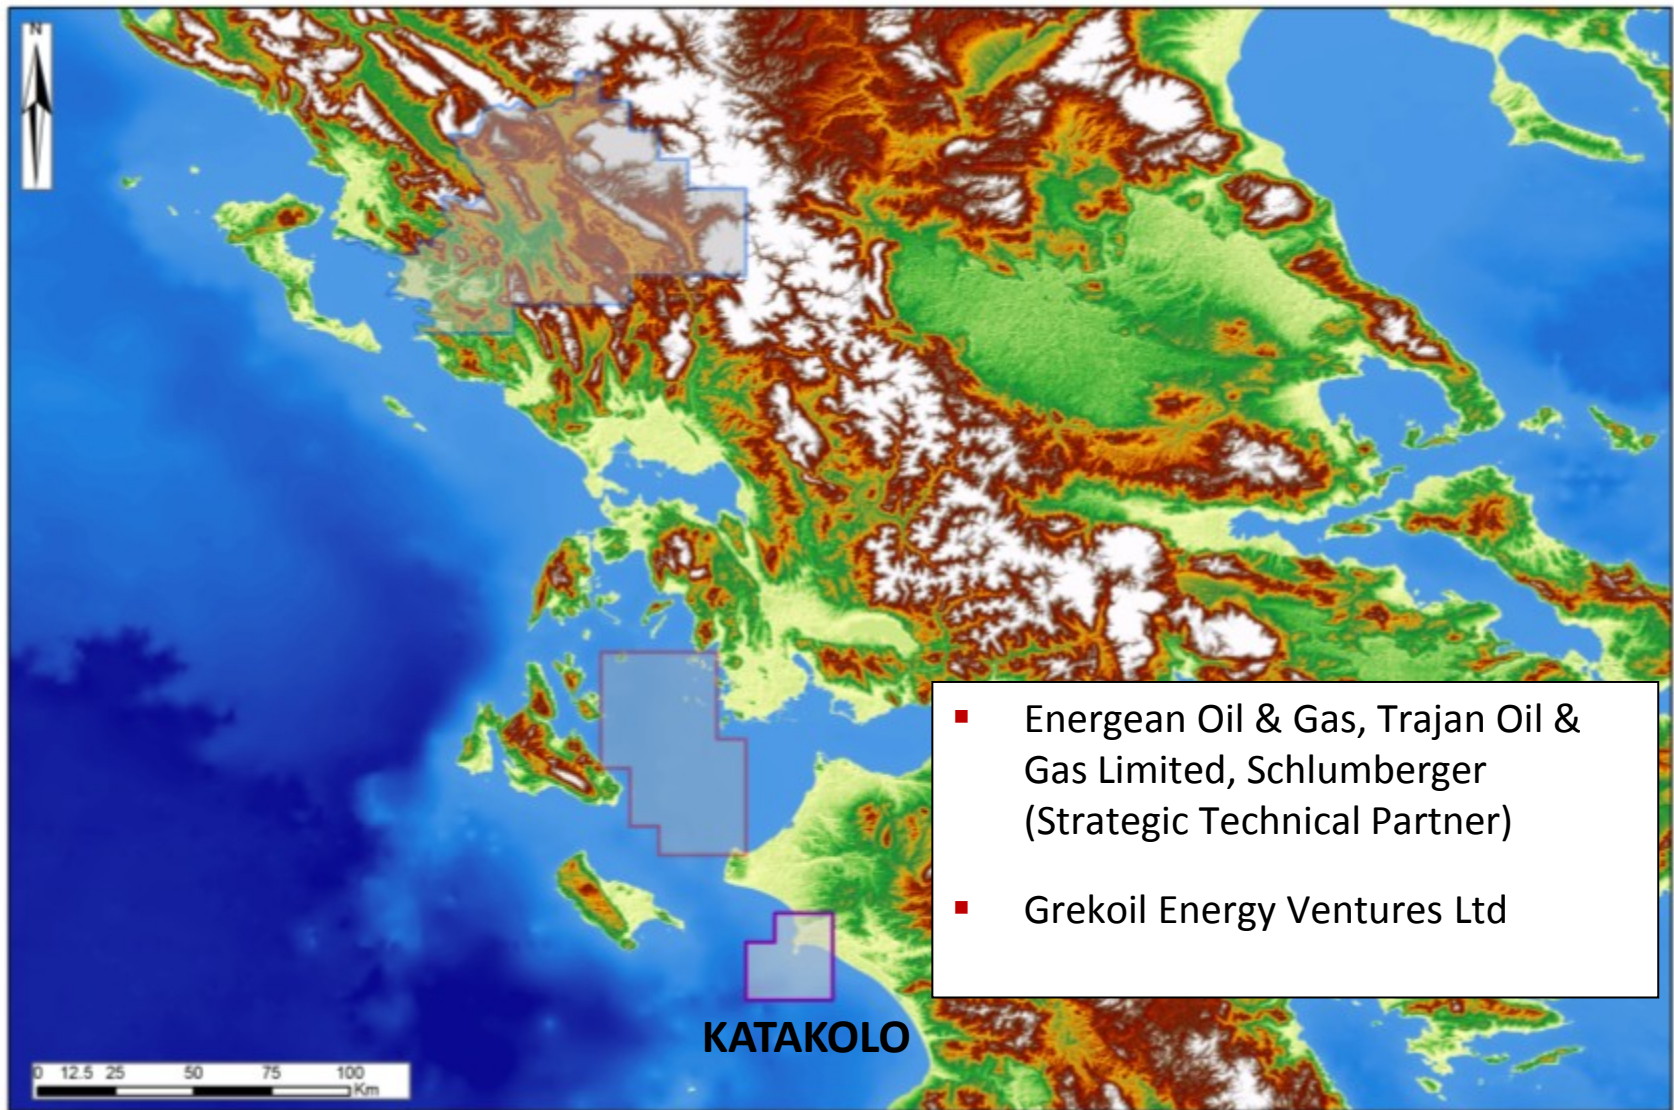 N
▪ Energean Oil & Gas, Trajan Oil &
Gas Limited, Schlumberger
(Strategic Technical Partner)
▪ Grekoil Energy Ventures Ltd
KATAKOLO
0 12.5 25 50 75 100
Km